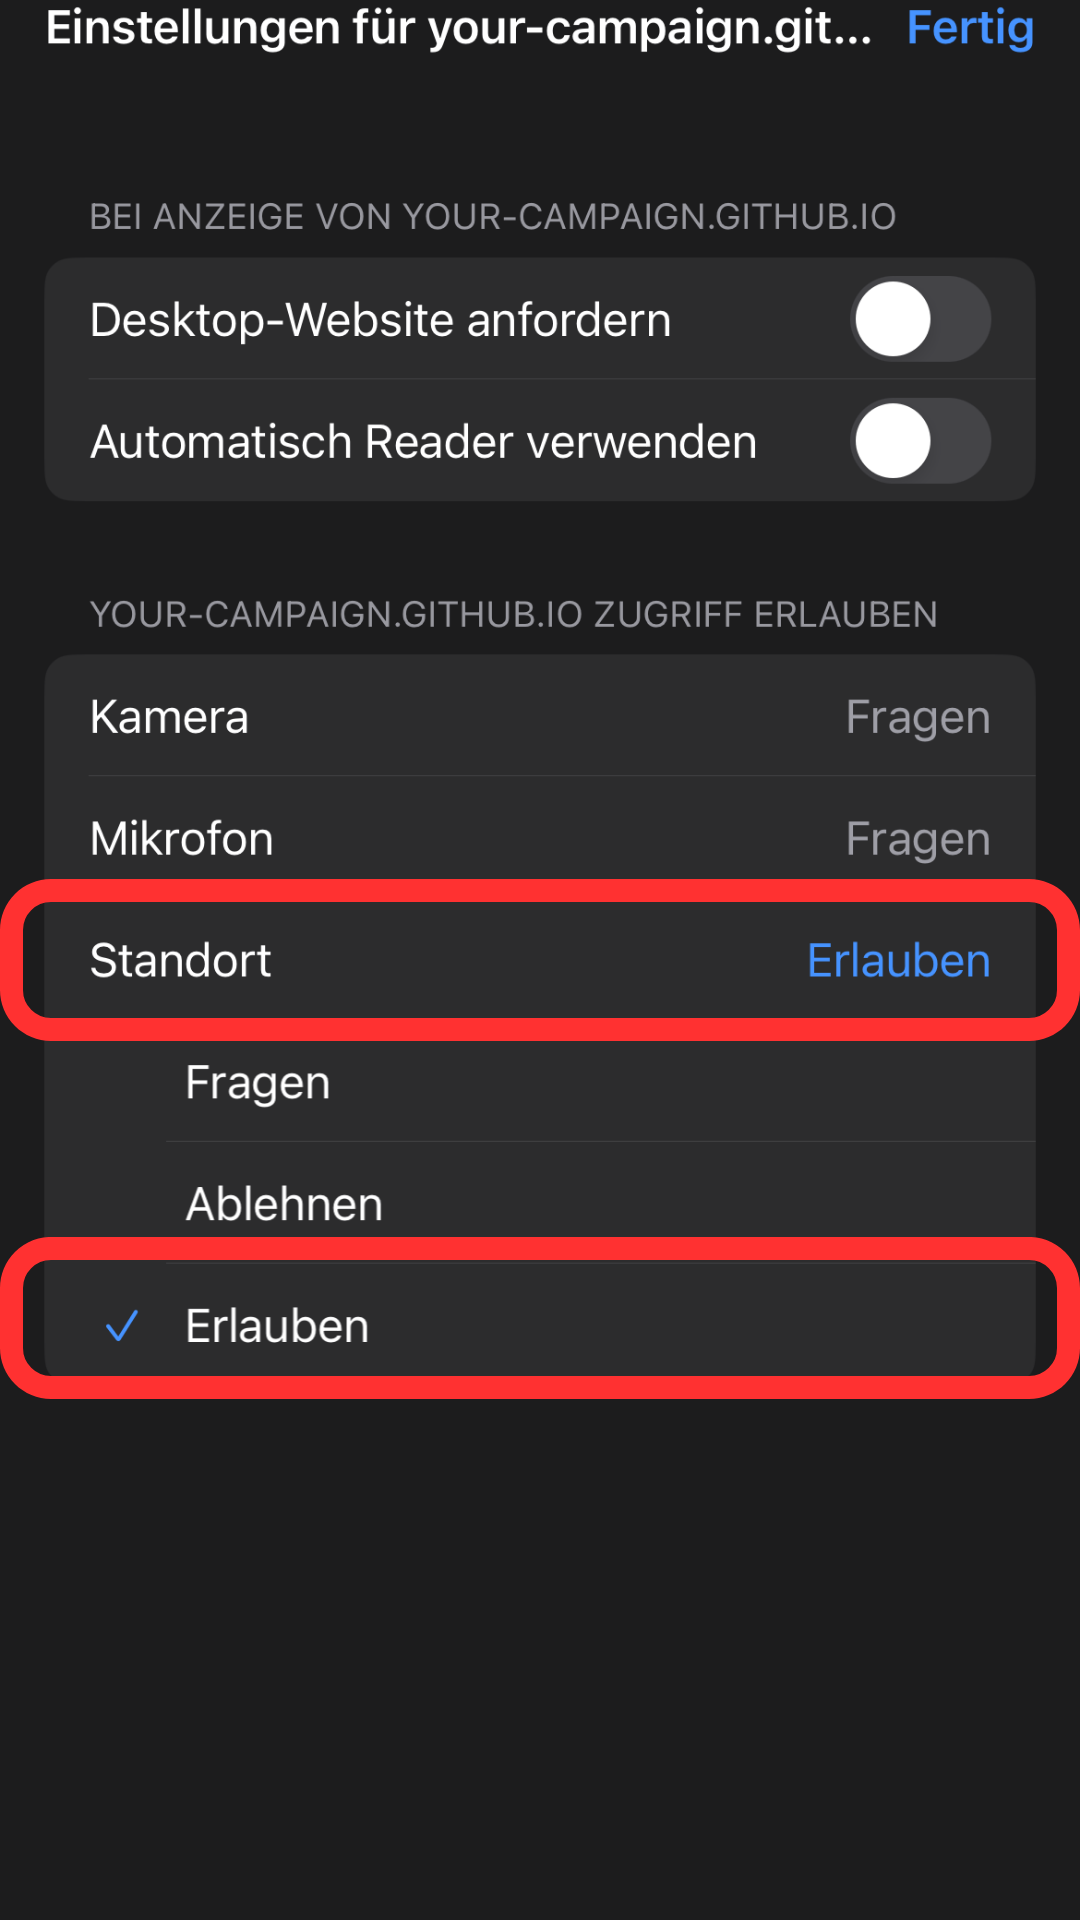 Einstellungen für your-campaign.git... Fertig
BEI ANZEIGE VON YOUR-CAMPAIGN.GITHUB.IO
Desktop-Website anfordern
Automatisch Reader verwenden
YOUR-CAMPAIGN.GITHUB.IO ZUGRIFF ERLAUBEN
Kamera Fragen
Mikrofon Fragen
Standort Erlauben
Fragen
Ablehnen
Erlauben